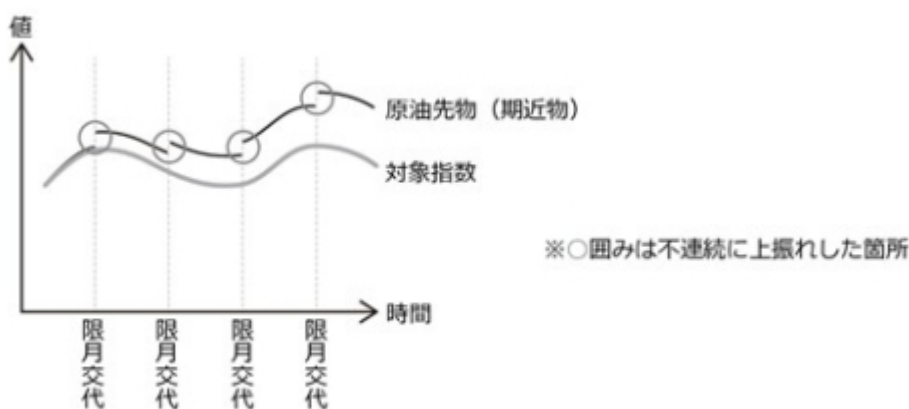 値
原油先物（期近物）
対象指数
※○囲みは不連続に上振れした箇所
時間
限月交代
限月交代
限月交代
限月交代